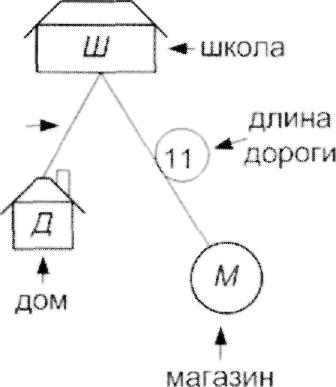 Ш
школа
длина
дороги
11
Д
М
дом
магазин